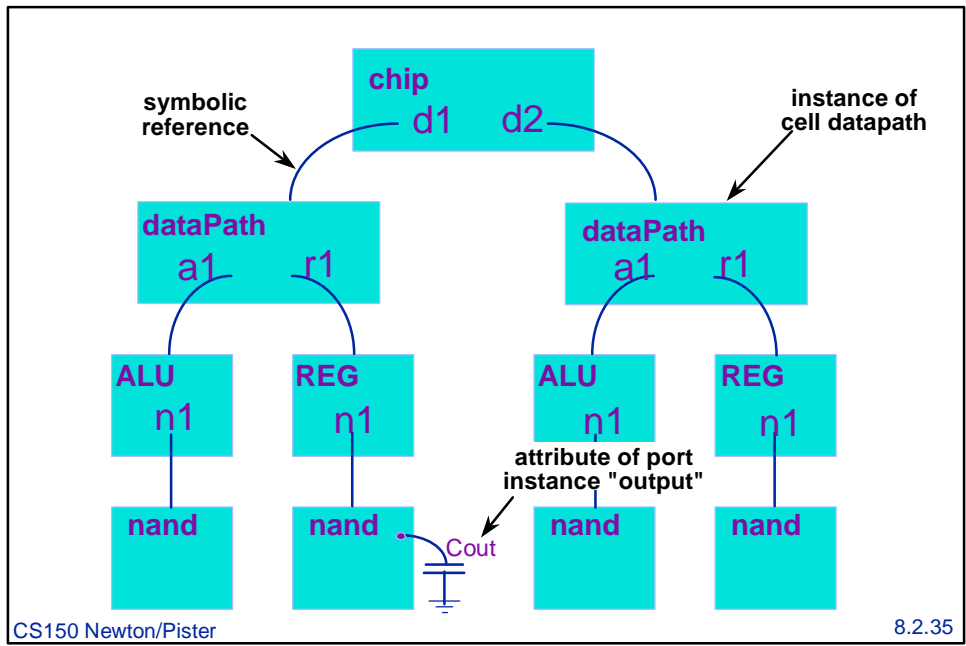 chip
d1 d2
symbolic
reference
instance of
cell datapath
dataPath
a1 r1
dataPath
a1 r1
ALU
n1
REG
n1
ALU
n1
REG
n1
attribute of port
instance "output"
nand
nand
Cout
nand
nand
CS150 Newton/Pister
8.2.35